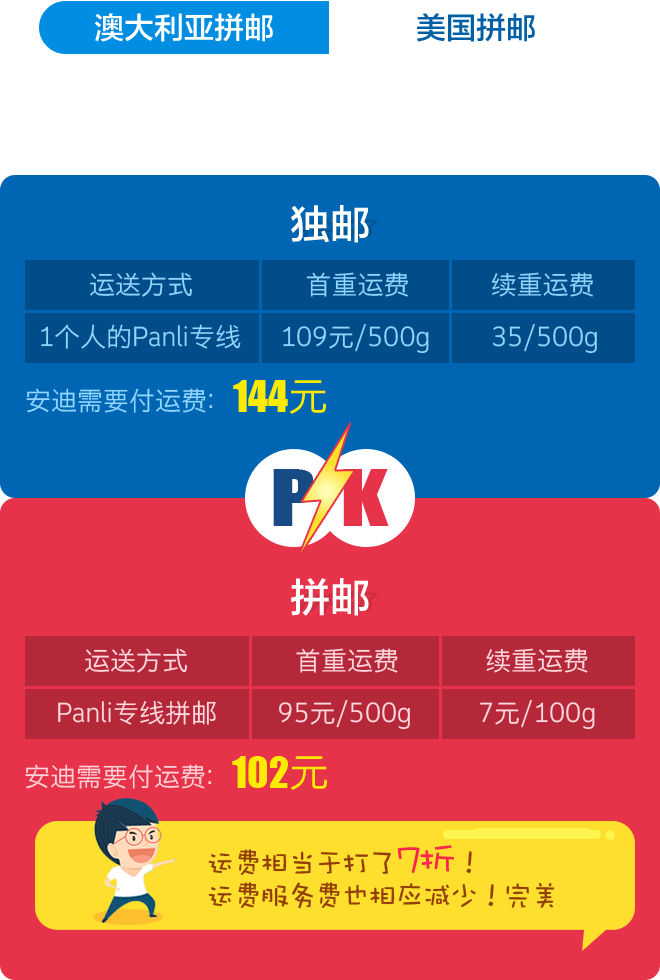 澳大利亚拼邮 美国拼邮
独邮
运送方式 首重运费 续重运费
1个人的Panli专线 109元/500g 35/500g
安迪需要付运费: 144元
PK
拼邮
运送方式 首重运费 续重运费
Panli专线拼邮 95元/500g 7元/100g
安迪需要付运费: 102元
运费相当于打了7折！
运费服务费也相应减少！完美